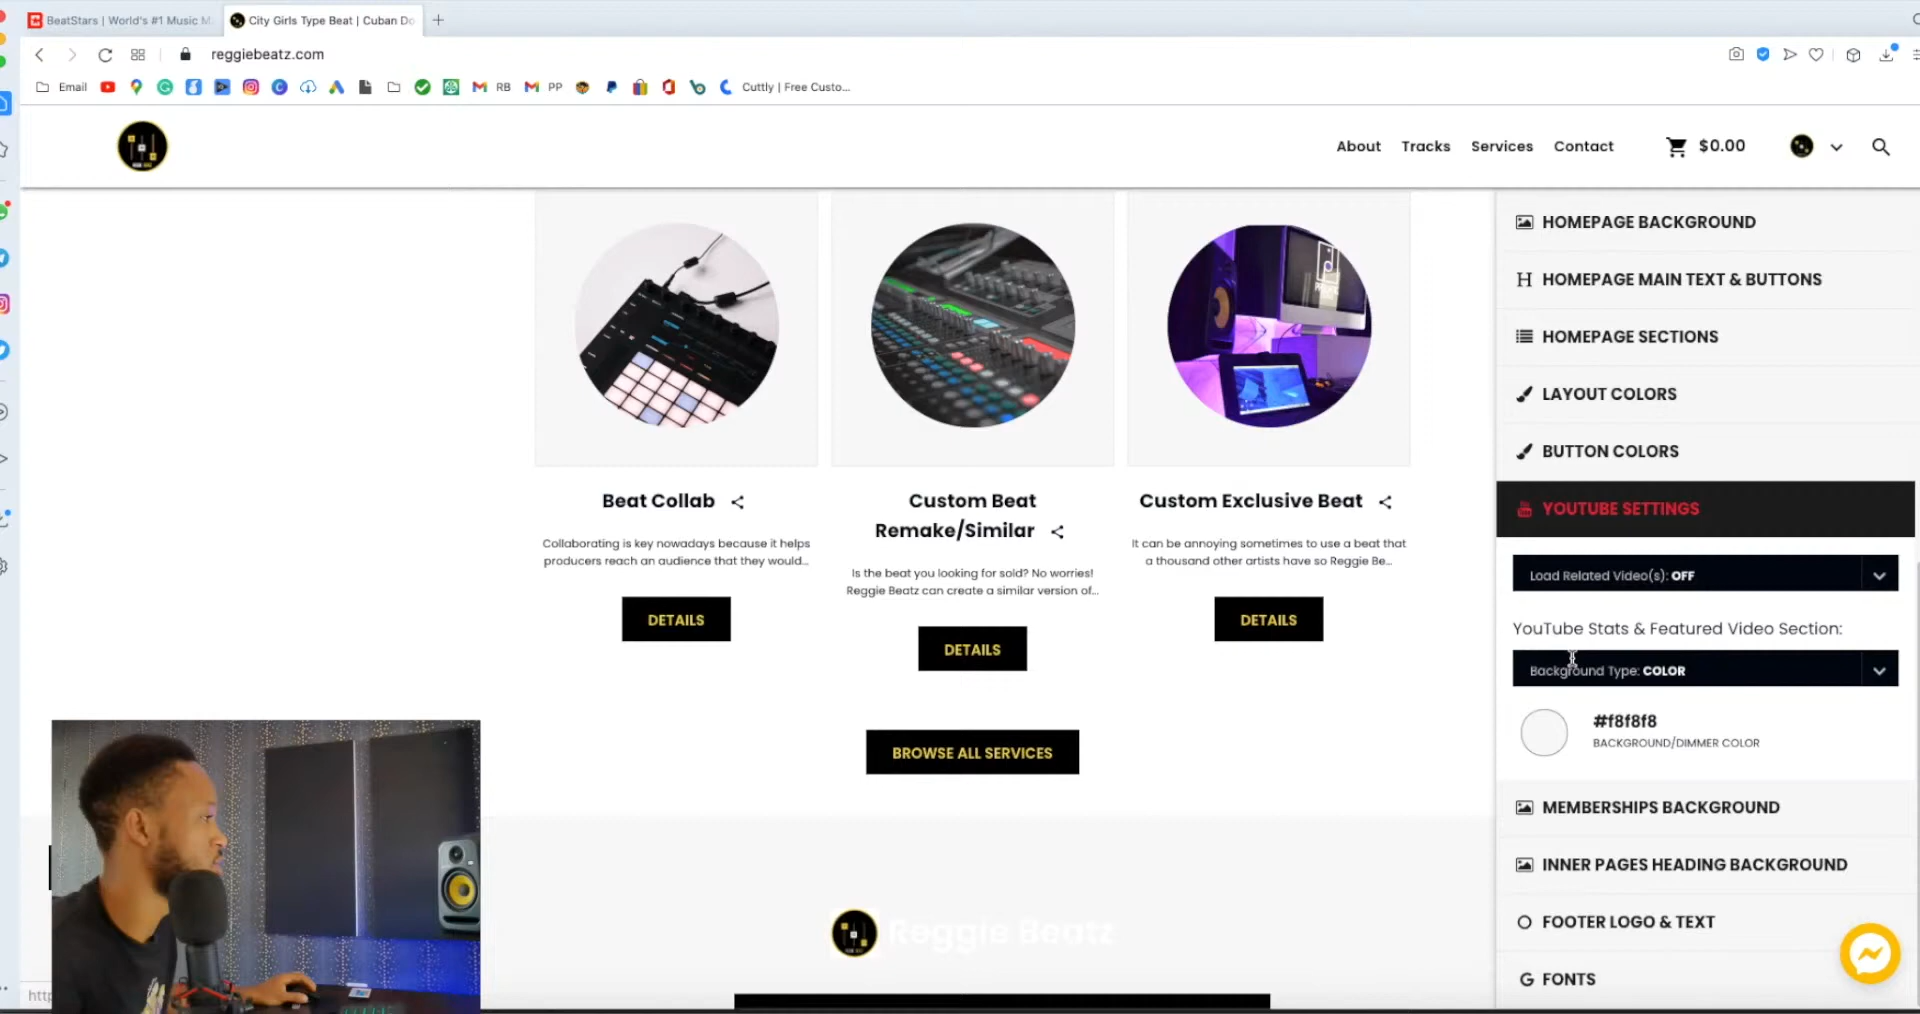 BeatStars | World's #1 Music M
City Girls Type Beat | Cuban Do
reggiebeatz.com
Email
RB
PP
Cuttly | Free Custo...
About
Tracks
Services
Contact
$0.00
Beat Collab
Collaborating is key nowadays because it helps
producers reach an audience that they would...
DETAILS
Custom Beat
Remake/Similar
Is the beat you looking for sold? No worries!
Reggie Beatz can create a similar version of...
DETAILS
Custom Exclusive Beat
It can be annoying sometimes to use a beat that
a thousand other artists have so Reggie Be...
DETAILS
BROWSE ALL SERVICES
Reggie Beatz
HOMEPAGE BACKGROUND
H HOMEPAGE MAIN TEXT & BUTTONS
HOMEPAGE SECTIONS
LAYOUT COLORS
BUTTON COLORS
YOUTUBE SETTINGS
Load Related Video(s): OFF
YouTube Stats & Featured Video Section:
Background Type: COLOR
#f8f8f8
BACKGROUND/DIMMER COLOR
MEMBERSHIPS BACKGROUND
INNER PAGES HEADING BACKGROUND
FOOTER LOGO & TEXT
G FONTS